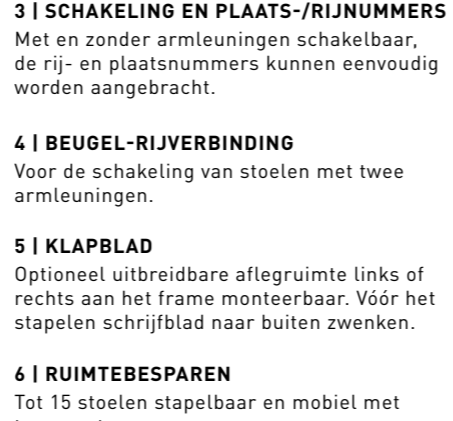 3 | SCHAKELING EN PLAATS-/RIJNUMMERS
Met en zonder armleuningen schakelbaar,
de rij- en plaatsnummers kunnen eenvoudig
worden aangebracht.
4 | BEUGEL-RIJVERBINDING
Voor de schakeling van stoelen met twee
armleuningen.
5 | KLAPBLAD
Optioneel uitbreidbare aflegruimte links of
rechts aan het frame monteerbaar. Vóór het
stapelen schrijfblad naar buiten zwenken.
6 | RUIMTEBESPAREN
Tot 15 stoelen stapelbaar en mobiel met